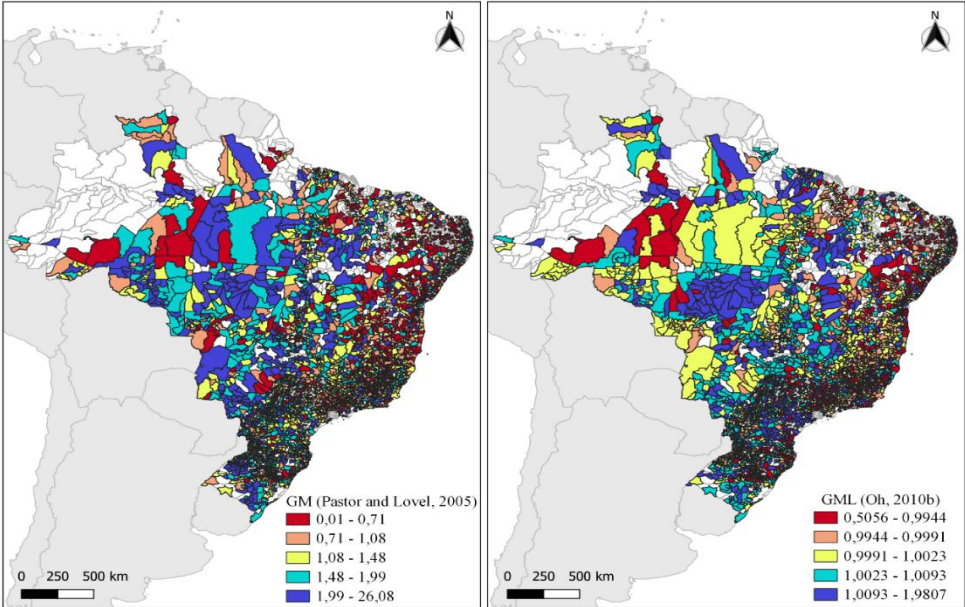 N
GM (Pastor and Lovel, 2005)
0,01 - 0,71
0,71 - 1,08
1,08 - 1,48
1,48 - 1,99
1,99 - 26,08
0 250 500 km
N
GML (Oh, 2010b)
0,5056 - 0,9944
0,9944 - 0,9991
0,9991 - 1,0023
1,0023 - 1,0093
1,0093 - 1,9807
0 250 500 km